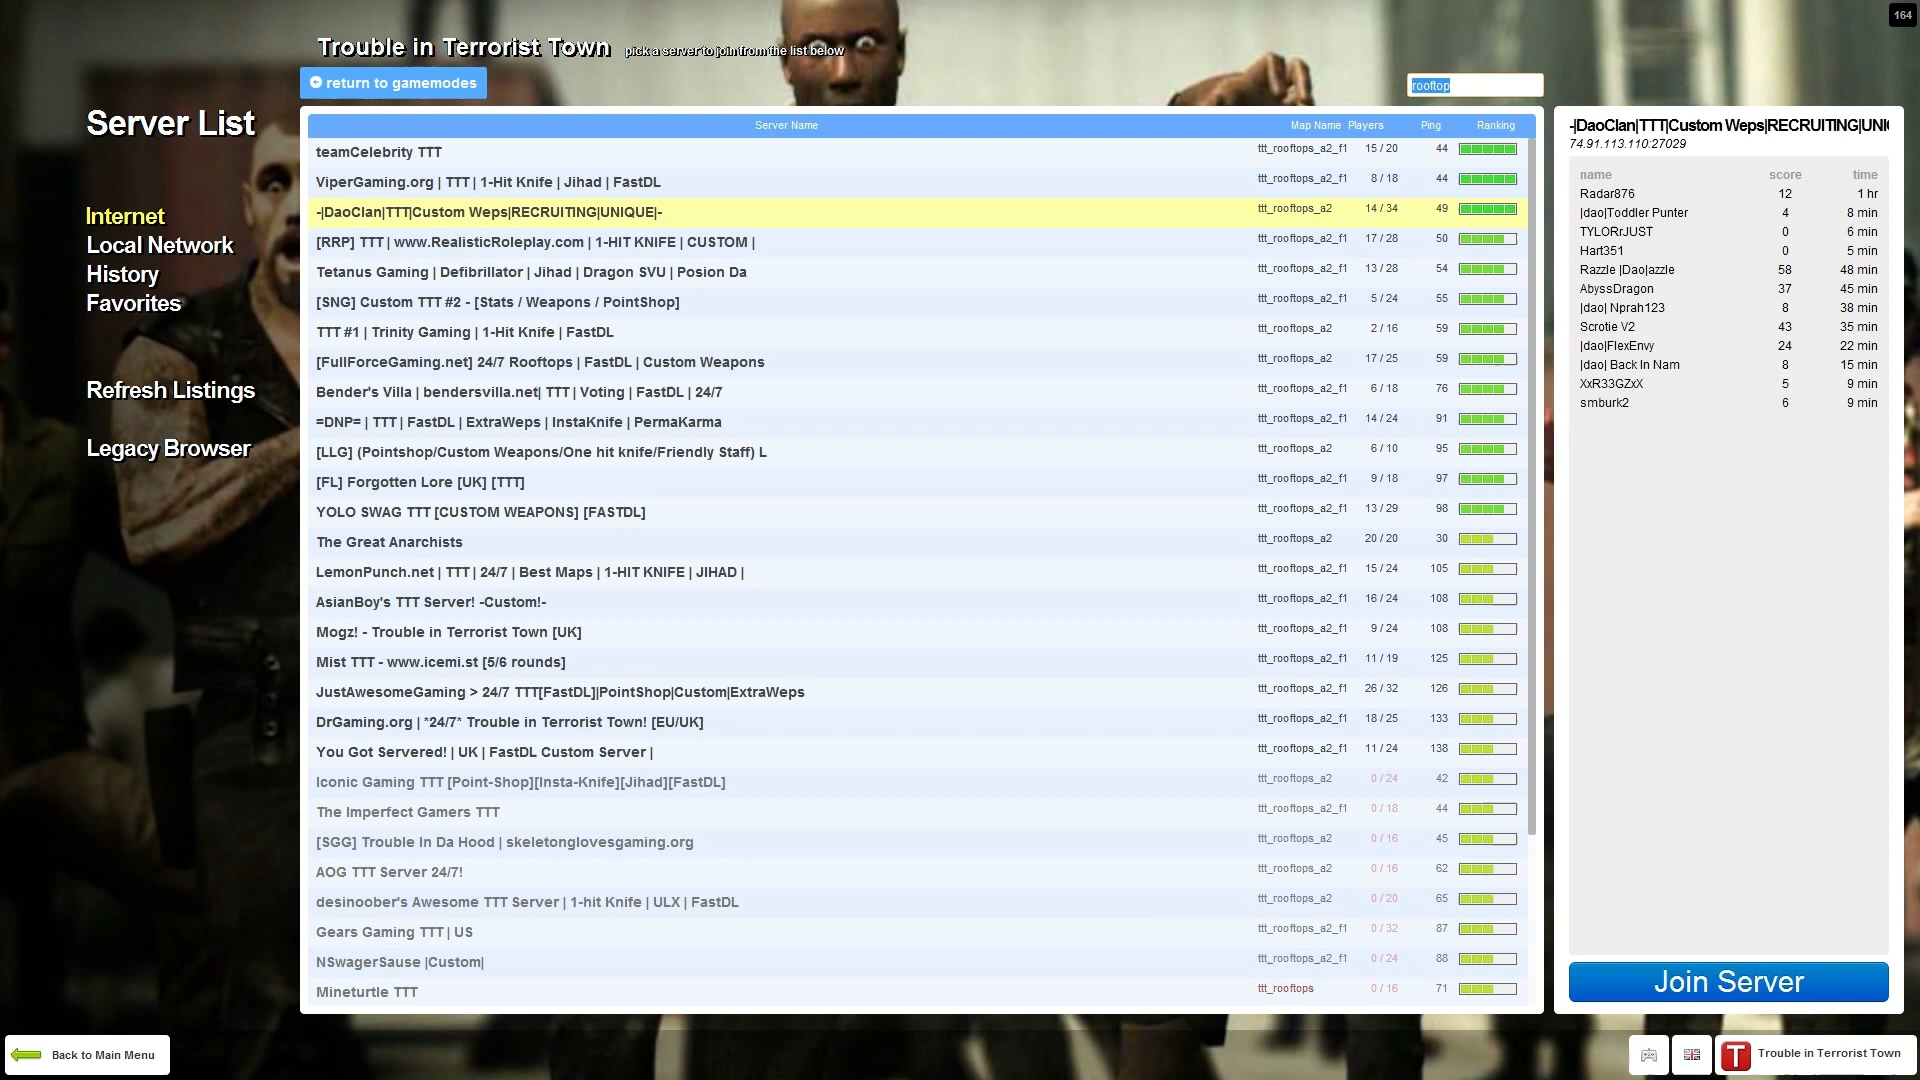 164
Trouble in Terrorist Town pick a server to join from the list below
return to gamemodes
rooftop
Server List
Internet
Local Network
History
Favorites
Refresh Listings
Legacy Browser
Server Name Map Name Players Ping Ranking
teamCelebrity TTT ttt_rooftops_a2_f1 15 / 20 44
ViperGaming.org | TTT | 1-Hit Knife | Jihad | FastDL ttt_rooftops_a2_f1 8 / 18 44
-|DaoClan|TTT|Custom Weps|RECRUITING|UNIQUE|- ttt_rooftops_a2 14 / 34 49
[RRP] TTT | www.RealisticRoleplay.com | 1-HIT KNIFE | CUSTOM | ttt_rooftops_a2_f1 17 / 28 50
Tetanus Gaming | Defibrillator | Jihad | Dragon SVU | Posion Da ttt_rooftops_a2_f1 13 / 28 54
[SNG] Custom TTT #2 - [Stats / Weapons / PointShop] ttt_rooftops_a2_f1 5 / 24 55
TTT #1 | Trinity Gaming | 1-Hit Knife | FastDL ttt_rooftops_a2 2 / 16 59
[FullForceGaming.net] 24/7 Rooftops | FastDL | Custom Weapons ttt_rooftops_a2 17 / 25 59
Bender's Villa | bendersvilla.net| TTT | Voting | FastDL | 24/7 ttt_rooftops_a2_f1 6 / 18 76
=DNP= | TTT | FastDL | ExtraWeps | InstaKnife | PermaKarma ttt_rooftops_a2_f1 14 / 24 91
[LLG] (Pointshop/Custom Weapons/One hit knife/Friendly Staff) L ttt_rooftops_a2 6 / 10 95
[FL] Forgotten Lore [UK] [TTT] ttt_rooftops_a2_f1 9 / 18 97
YOLO SWAG TTT [CUSTOM WEAPONS] [FASTDL] ttt_rooftops_a2_f1 13 / 29 98
The Great Anarchists ttt_rooftops_a2 20 / 20 30
LemonPunch.net | TTT | 24/7 | Best Maps | 1-HIT KNIFE | JIHAD | ttt_rooftops_a2_f1 15 / 24 105
AsianBoy's TTT Server! -Custom!- ttt_rooftops_a2_f1 16 / 24 108
Mogz! - Trouble in Terrorist Town [UK] ttt_rooftops_a2_f1 9 / 24 108
Mist TTT - www.icemi.st [5/6 rounds] ttt_rooftops_a2_f1 11 / 19 125
JustAwesomeGaming > 24/7 TTT[FastDL]|PointShop|Custom|ExtraWeps ttt_rooftops_a2_f1 26 / 32 126
DrGaming.org | *24/7* Trouble in Terrorist Town! [EU/UK] ttt_rooftops_a2_f1 18 / 25 133
You Got Servered! | UK | FastDL Custom Server | ttt_rooftops_a2_f1 11 / 24 138
Iconic Gaming TTT [Point-Shop][Insta-Knife][Jihad][FastDL] ttt_rooftops_a2 0 / 24 42
The Imperfect Gamers TTT ttt_rooftops_a2_f1 0 / 18 44
[SGG] Trouble In Da Hood | skeletonglovesgaming.org ttt_rooftops_a2 0 / 16 45
AOG TTT Server 24/7! ttt_rooftops_a2 0 / 16 62
desinoober's Awesome TTT Server | 1-hit Knife | ULX | FastDL ttt_rooftops_a2 0 / 20 65
Gears Gaming TTT | US ttt_rooftops_a2_f1 0 / 32 87
NSwagerSause |Custom| ttt_rooftops_a2_f1 0 / 24 88
Mineturtle TTT ttt_rooftops 0 / 16 71
-|DaoClan|TTT|Custom Weps|RECRUITING|UNIQ
74.91.113.110:27029
name score time
Radar876 12 1 hr
|dao|Toddler Punter 4 8 min
TYLORrJUST 0 6 min
Hart351 0 5 min
Razzle |Dao|azzle 58 48 min
AbyssDragon 37 45 min
|dao| Nprah123 8 38 min
Scrotie V2 43 35 min
|dao|FlexEnvy 24 22 min
|dao| Back In Nam 8 15 min
XxR33GZxX 5 9 min
smburk2 6 9 min
Join Server
Back to Main Menu
T Trouble in Terrorist Town